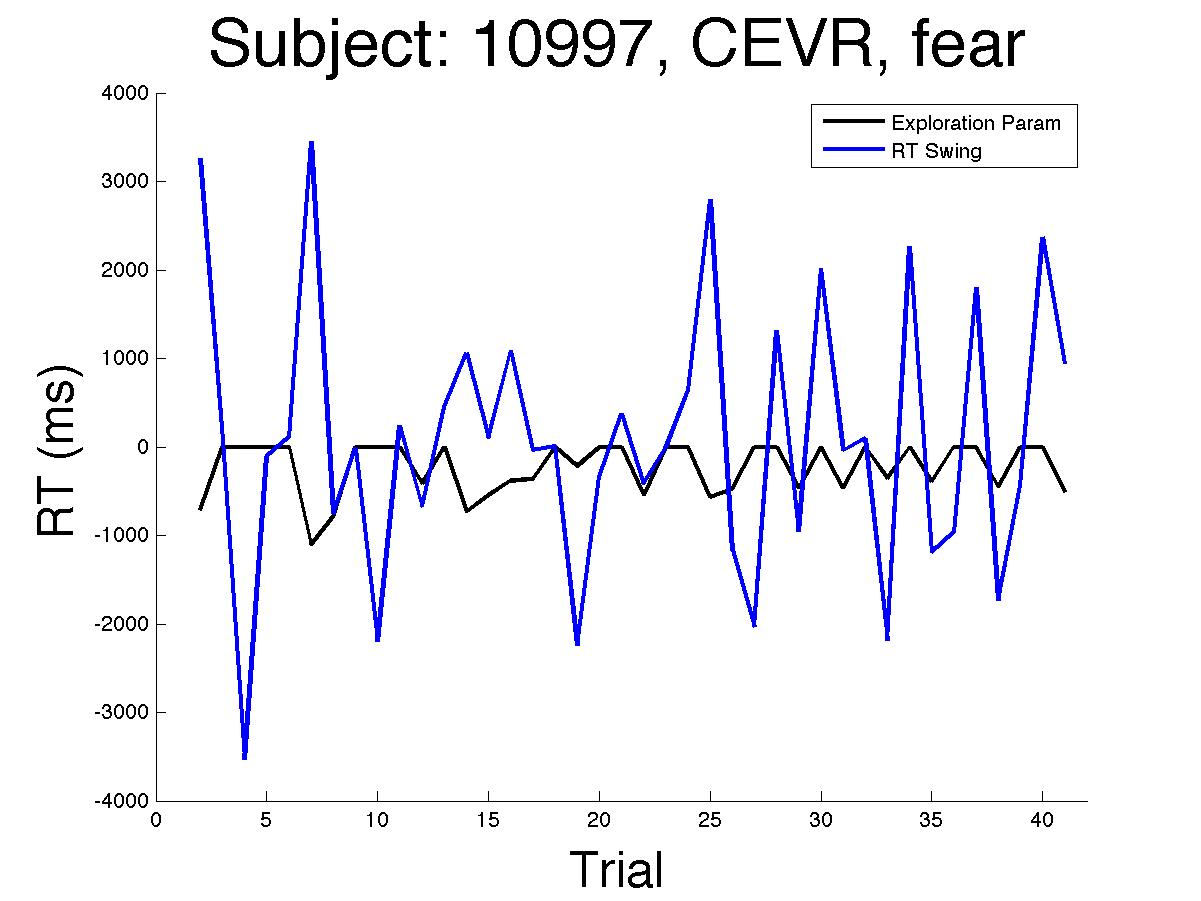 Subject: 10997, CEVR, fear
Exploration Param
RT Swing
4000
3000
2000
1000
0
-1000
-2000
-3000
-4000
RT (ms)
0 5 10 15 20 25 30 35 40
Trial